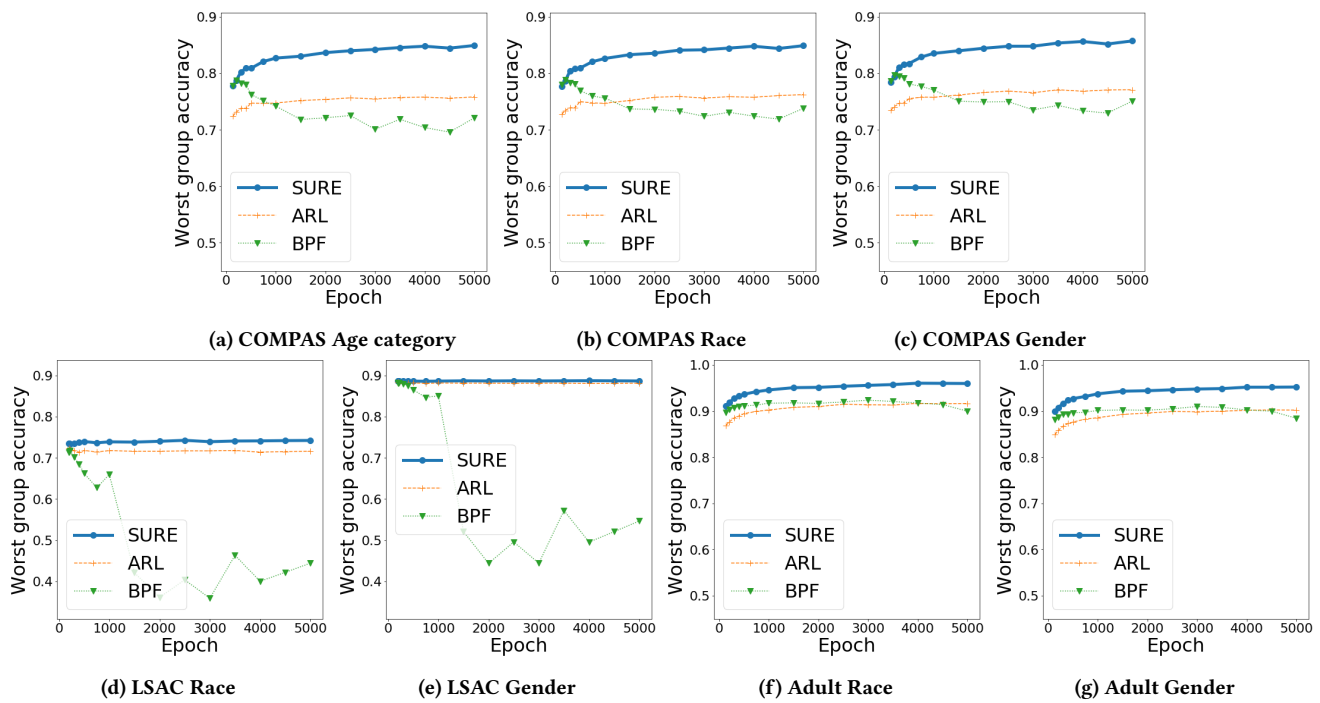 0.9
0.8
0.7
0.6
0.5
Worst group accuracy
SURE
ARL
BPF
0 1000 2000 3000 4000 5000
Epoch
(a) COMPAS Age category
0.9
0.8
0.7
0.6
0.5
Worst group accuracy
SURE
ARL
BPF
0 1000 2000 3000 4000 5000
Epoch
(b) COMPAS Race
0.9
0.8
0.7
0.6
0.5
Worst group accuracy
SURE
ARL
BPF
0 1000 2000 3000 4000 5000
Epoch
(c) COMPAS Gender
0.9
0.8
0.7
0.6
0.5
0.4
Worst group accuracy
SURE
ARL
BPF
0 1000 2000 3000 4000 5000
Epoch
(d) LSAC Race
0.9
0.8
0.7
0.6
0.5
0.4
Worst group accuracy
SURE
ARL
BPF
0 1000 2000 3000 4000 5000
Epoch
(e) LSAC Gender
1.0
0.9
0.8
0.7
0.6
0.5
Worst group accuracy
SURE
ARL
BPF
0 1000 2000 3000 4000 5000
Epoch
(f) Adult Race
1.0
0.9
0.8
0.7
0.6
0.5
Worst group accuracy
SURE
ARL
BPF
0 1000 2000 3000 4000 5000
Epoch
(g) Adult Gender